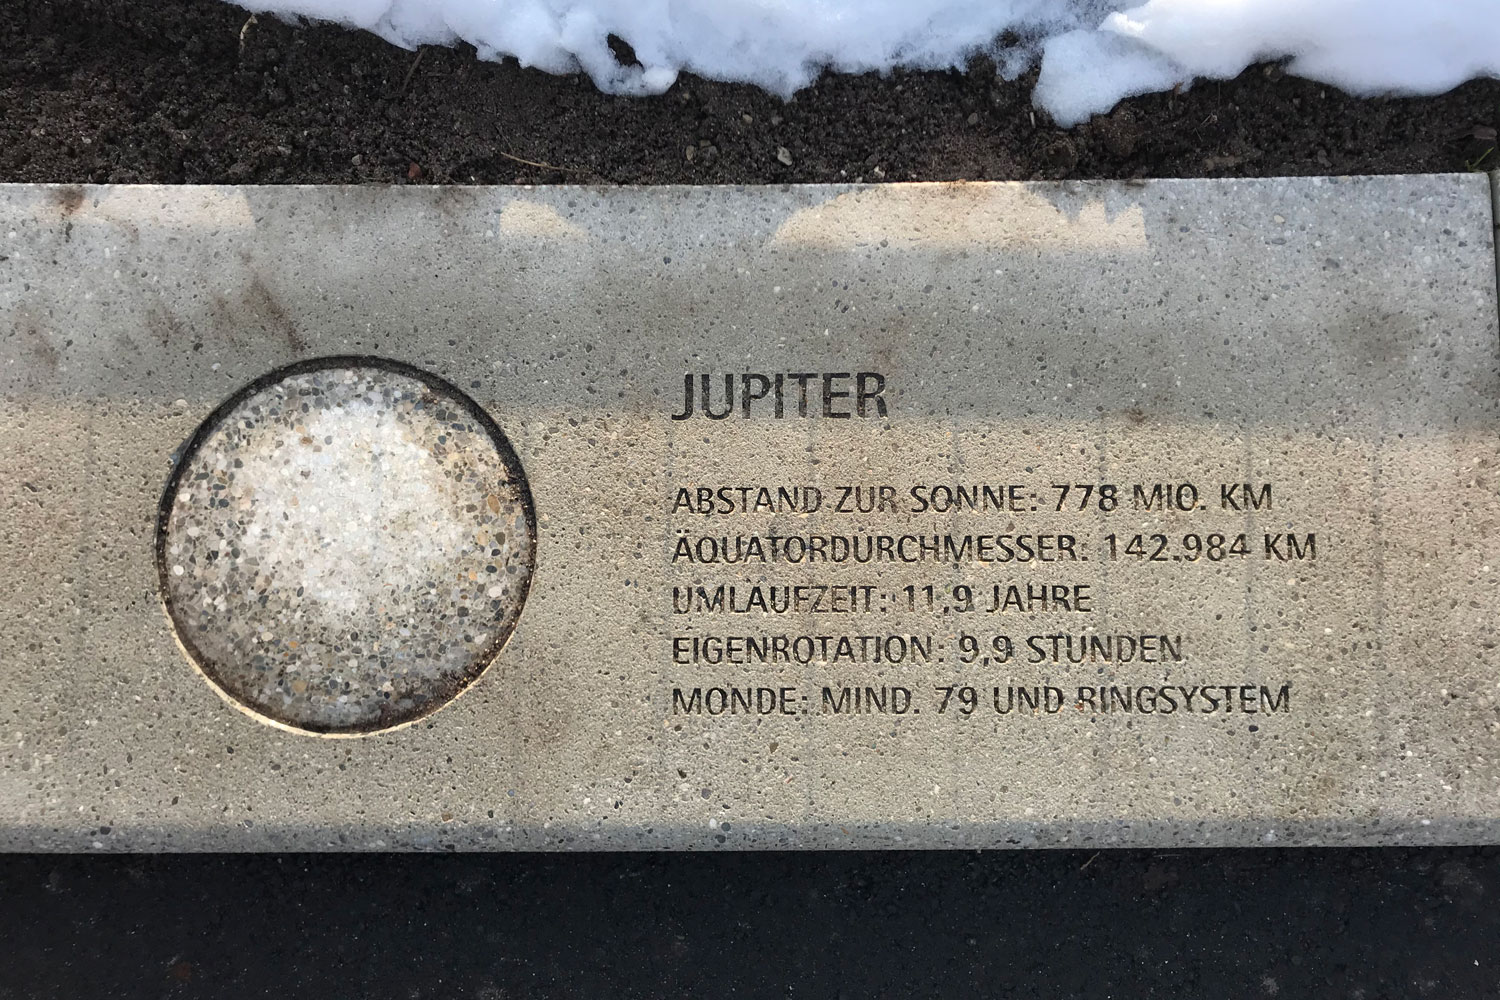 JUPITER
ABSTAND ZUR SONNE: 778 MIO. KM
ÄQUATORDURCHMESSER: 142.984 KM
UMLAUFZEIT: 11,9 JAHRE
EIGENROTATION: 9,9 STUNDEN
MONDE: MIND. 79 UND RINGSYSTEM